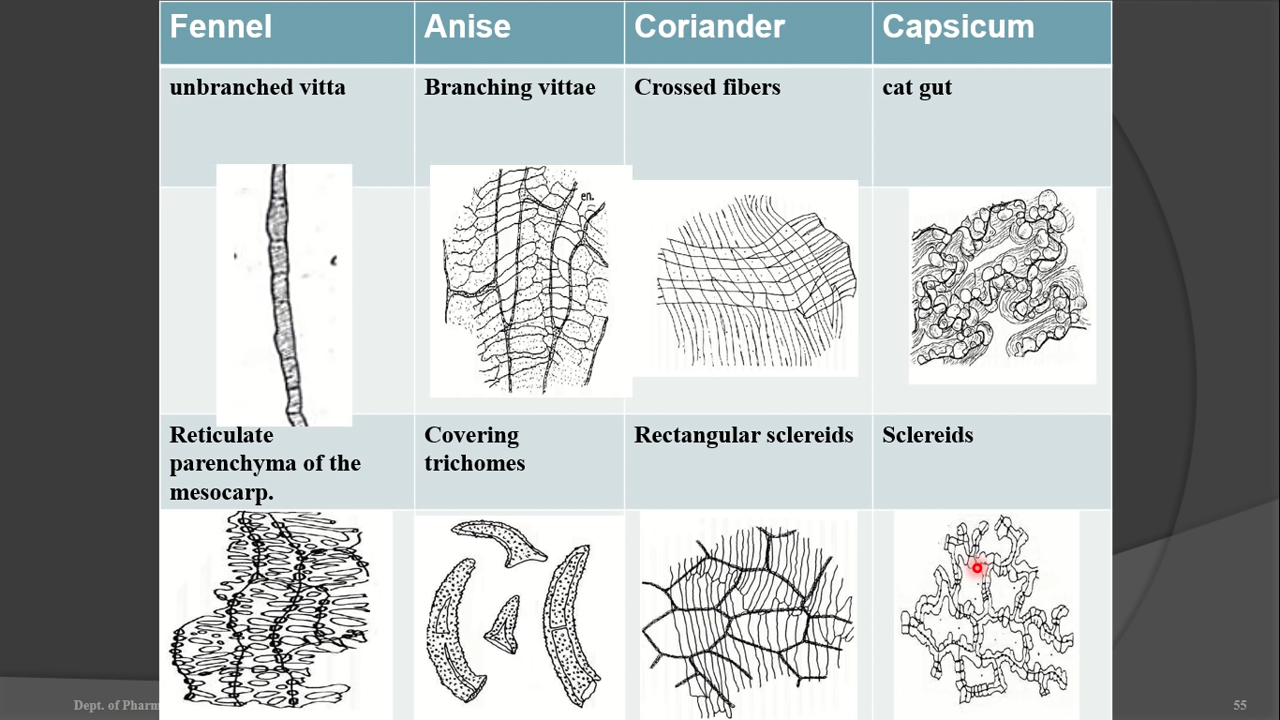 Fennel
Anise
Coriander
Capsicum
unbranched vitta
Branching vittae
Crossed fibers
cat gut
en.
Reticulate
parenchyma of the
mesocarp.
Covering
trichomes
Rectangular sclereids
Sclereids
Dept. of Pharm
55